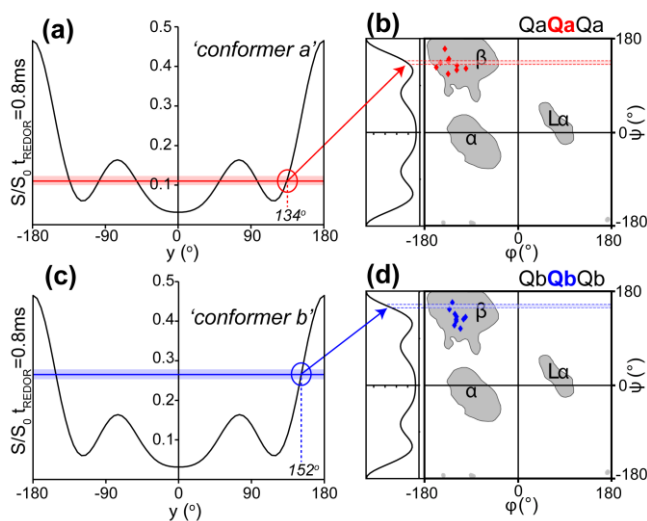 (a)
'conformer a'
S/S₀ t_REDOR=0.8ms
0.5
0.4
0.3
0.2
0.1
134°
-180 -90 0 90 180
y (°)
(b)
QaQaQa
180
β
Lα
α
0
ψ (°)
-180
-180 0 180
φ(°)
(c)
'conformer b'
S/S₀ t_REDOR=0.8ms
0.5
0.4
0.3
0.2
0.1
152°
-180 -90 0 90 180
y (°)
(d)
QbQbQb
180
β
Lα
α
0
ψ (°)
-180
-180 0 180
φ(°)